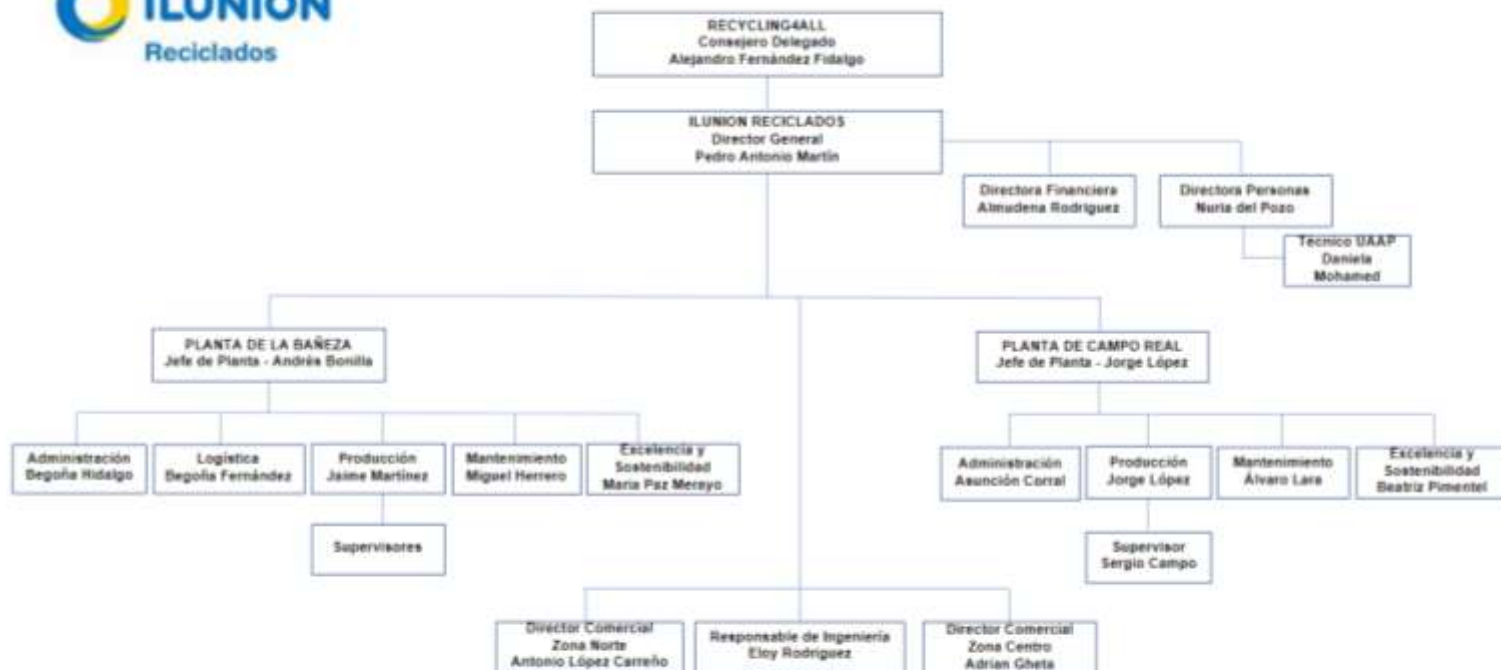 ILUNION
Reciclados
RECYCLING4ALL
Consejero Delegado
Alejandro Fernández Fidalgo
ILUNION RECICLADOS
Director General
Pedro Antonio Martín
Directora Financiera
Almudena Rodríguez
Directora Personas
Nuria del Pozo
Técnico UAAP
Daniela
Mohamed
PLANTA DE LA BAÑEZA
Jefe de Planta - Andrés Bonilla
PLANTA DE CAMPO REAL
Jefe de Planta - Jorge López
Administración
Begoña Hidalgo
Logística
Begoña Fernández
Producción
Jaime Martínez
Mantenimiento
Miguel Herrero
Excelencia y
Sostenibilidad
María Paz Merayo
Administración
Asunción Corral
Producción
Jorge López
Mantenimiento
Álvaro Lara
Excelencia y
Sostenibilidad
Beatriz Pimentel
Supervisores
Supervisor
Sergio Campo
Director Comercial
Zona Norte
Antonio López Carreño
Responsable de Ingeniería
Eloy Rodríguez
Director Comercial
Zona Centro
Adrian Gheta